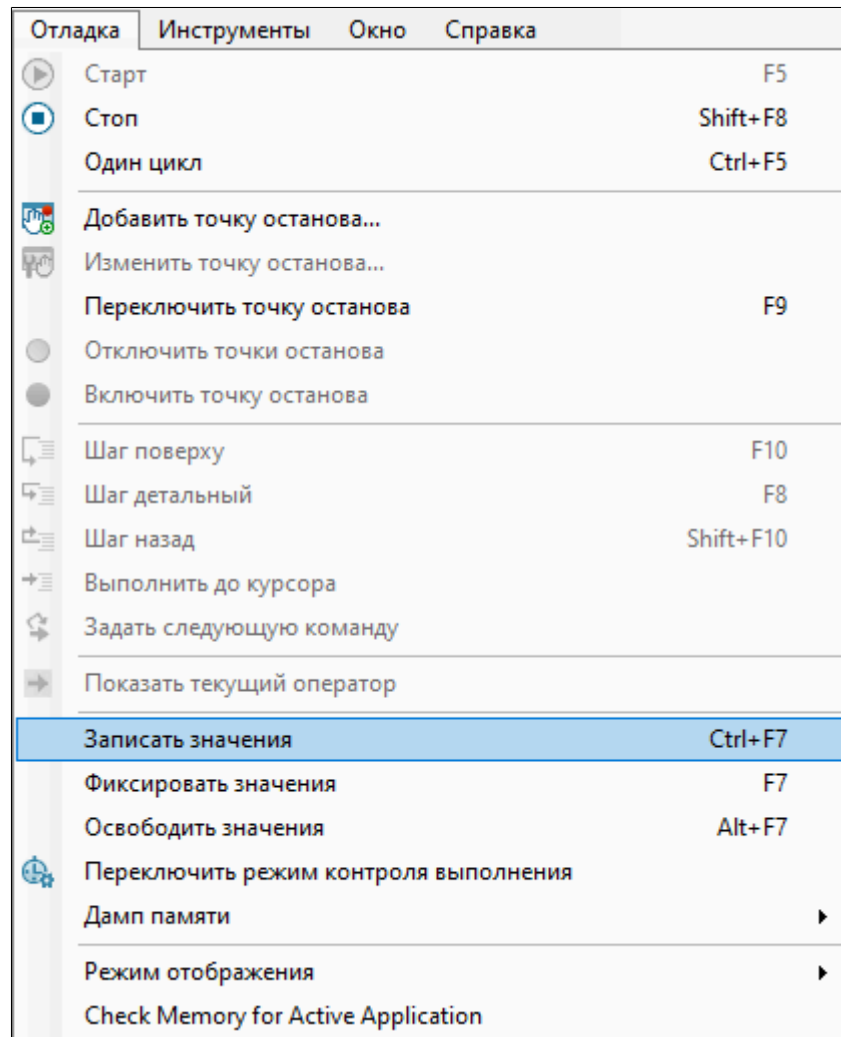 Отладка Инструменты Окно Справка
Старт F5
Стоп Shift+F8
Один цикл Ctrl+F5
Добавить точку останова...
Изменить точку останова...
Переключить точку останова F9
Отключить точки останова
Включить точку останова
Шаг поверху F10
Шаг детальный F8
Шаг назад Shift+F10
Выполнить до курсора
Задать следующую команду
Показать текущий оператор
Записать значения Ctrl+F7
Фиксировать значения F7
Освободить значения Alt+F7
Переключить режим контроля выполнения
Дамп памяти
Режим отображения
Check Memory for Active Application